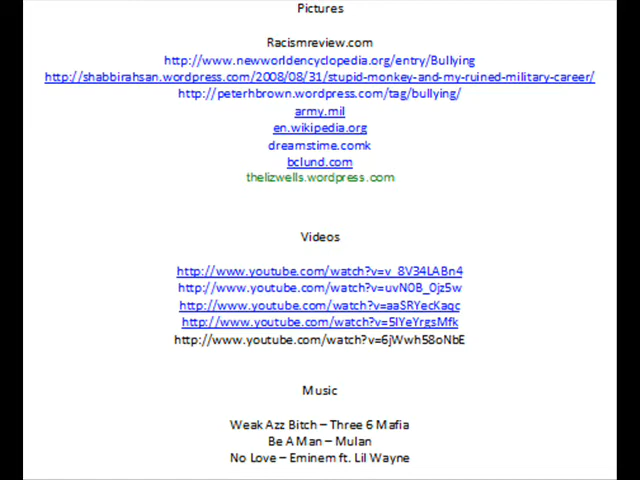 Pictures
Racismreview.com
http://www.newworldencyclopedia.org/entry/Bullying
http://shabbirahsan.wordpress.com/2008/08/31/stupid-monkey-and-my-ruined-military-career/
http://peterhbrown.wordpress.com/tag/bullying/
army.mil
en.wikipedia.org
dreamstime.comk
bclund.com
thelizwells.wordpress.com
Videos
http://www.youtube.com/watch?v=v_8V34LABn4
http://www.youtube.com/watch?v=uvN0B_0jz5w
http://www.youtube.com/watch?v=aaSRYecKaqc
http://www.youtube.com/watch?v=5IYeYrgsMfk
http://www.youtube.com/watch?v=6jWwh58oNbE
Music
Weak Azz Bitch – Three 6 Mafia
Be A Man – Mulan
No Love – Eminem ft. Lil Wayne